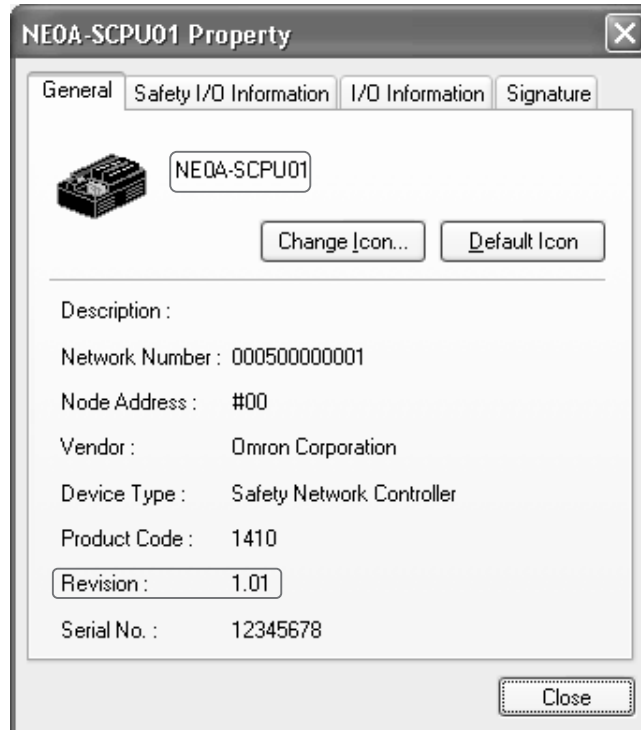 NE0A-SCPU01 Property
General Safety I/O Information I/O Information Signature
NE0A-SCPU01
Change Icon... Default Icon
Description :
Network Number : 000500000001
Node Address : #00
Vendor : Omron Corporation
Device Type : Safety Network Controller
Product Code : 1410
Revision : 1.01
Serial No. : 12345678
Close